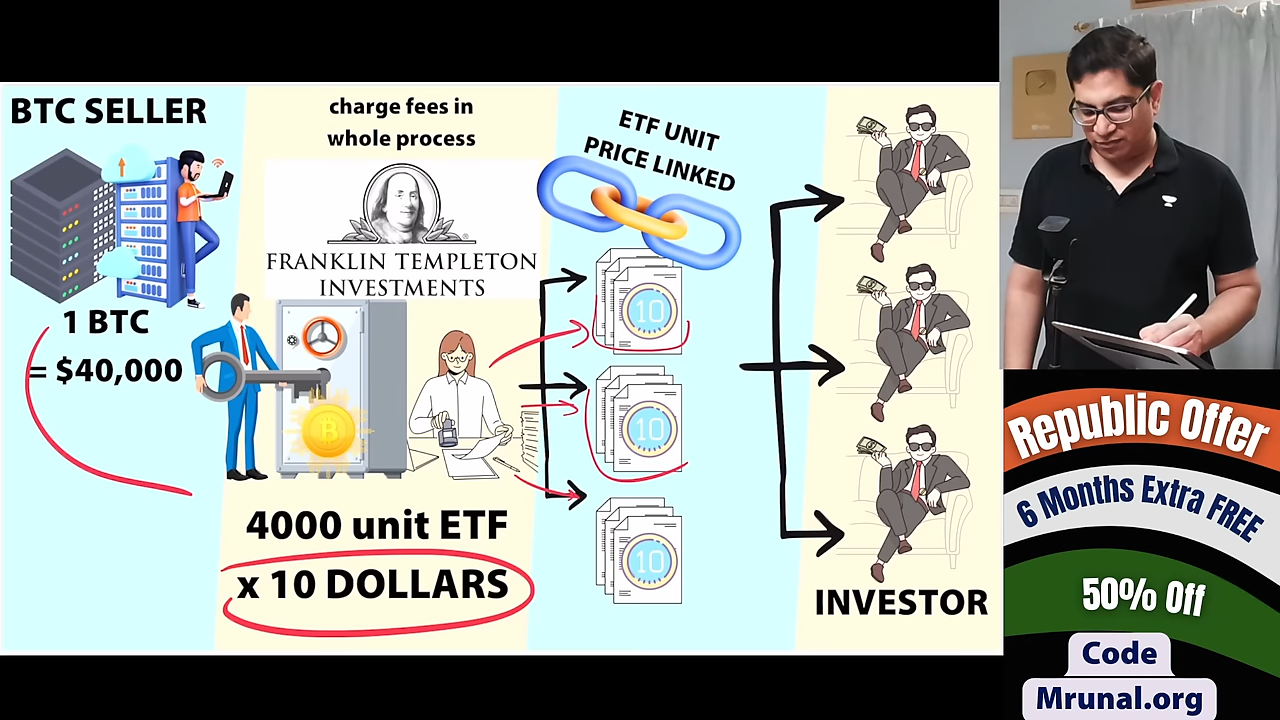 BTC SELLER
1 BTC
= $40,000
charge fees in
whole process
FRANKLIN TEMPLETON
INVESTMENTS
4000 unit ETF
x 10 DOLLARS
ETF UNIT
PRICE LINKED
10
10
10
INVESTOR
Republic Offer
6 Months Extra FREE
50% Off
Code
Mrunal.org